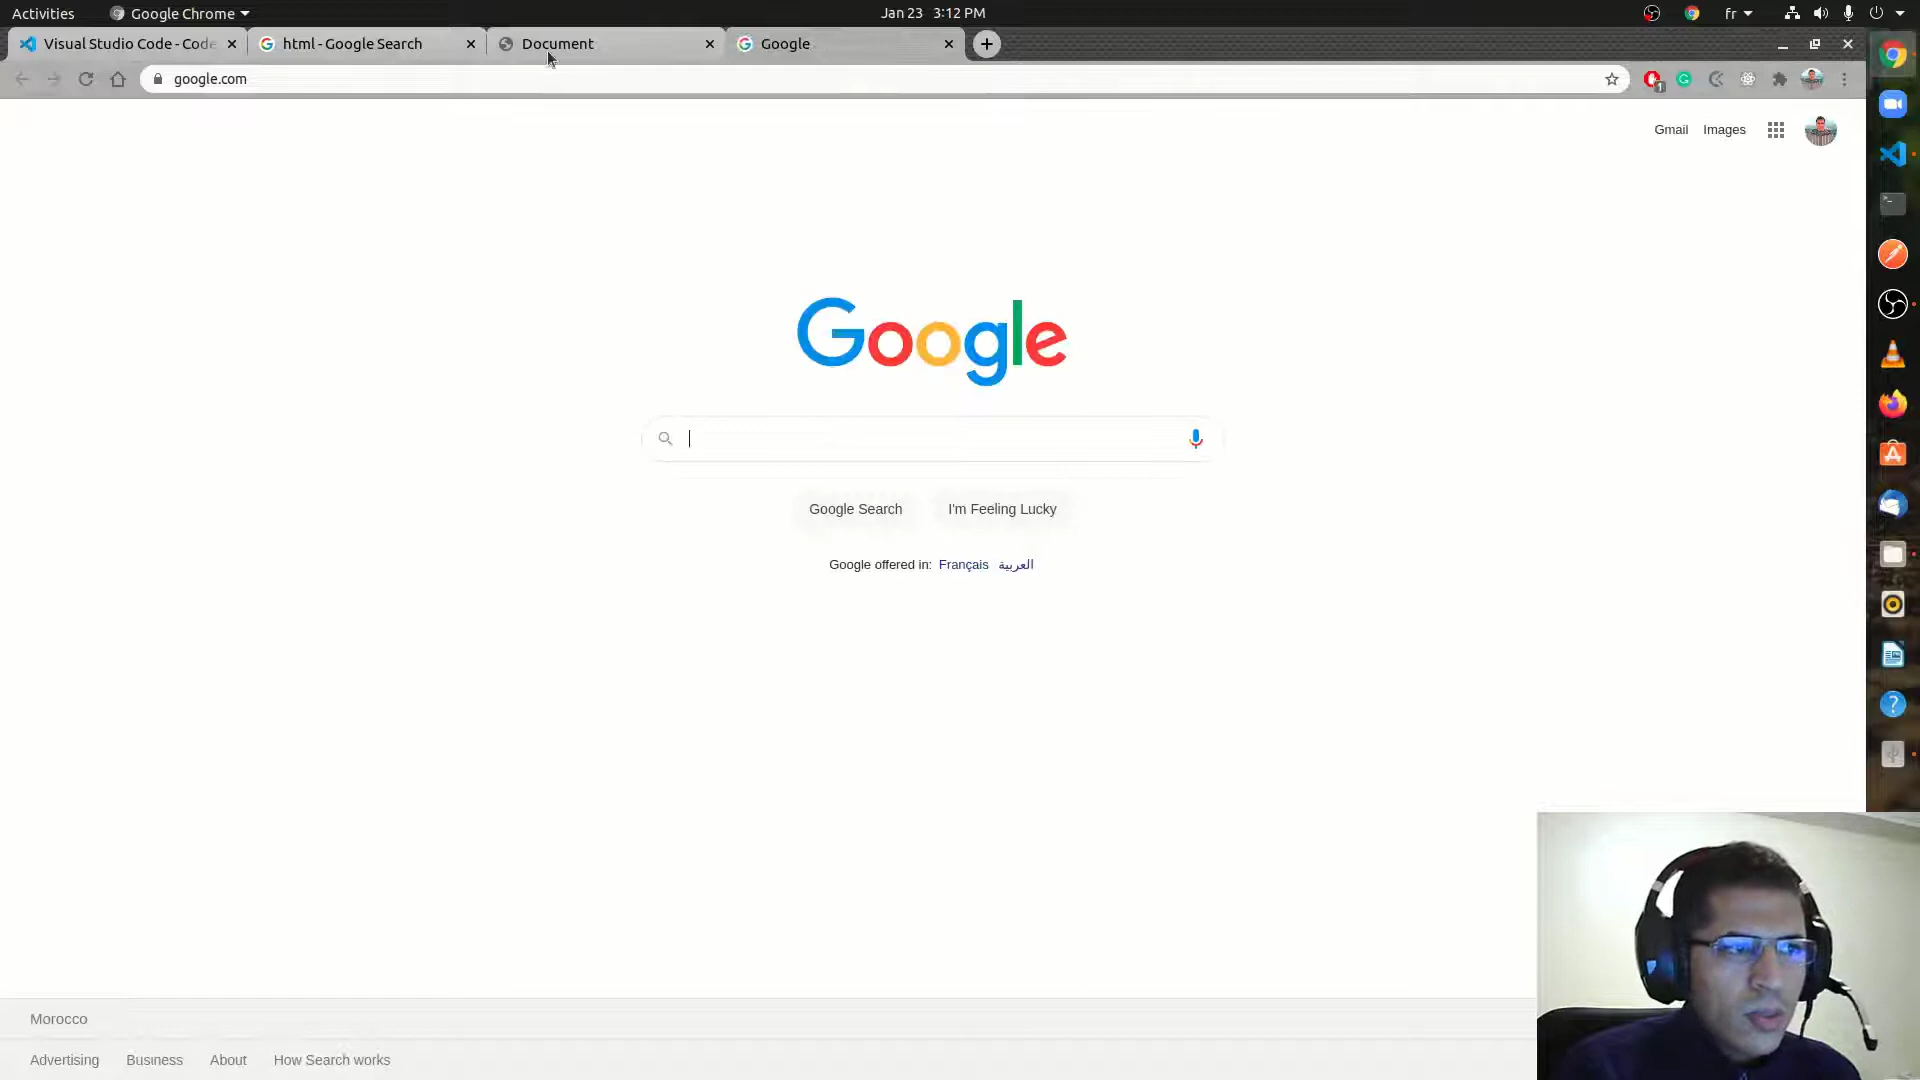 Activities Google Chrome Jan 23 3:12 PM fr
Visual Studio Code - Code html - Google Search Document Google
google.com
1
Gmail Images
Google
Google Search I'm Feeling Lucky
Google offered in: Français العربية
Morocco
Advertising Business About How Search works